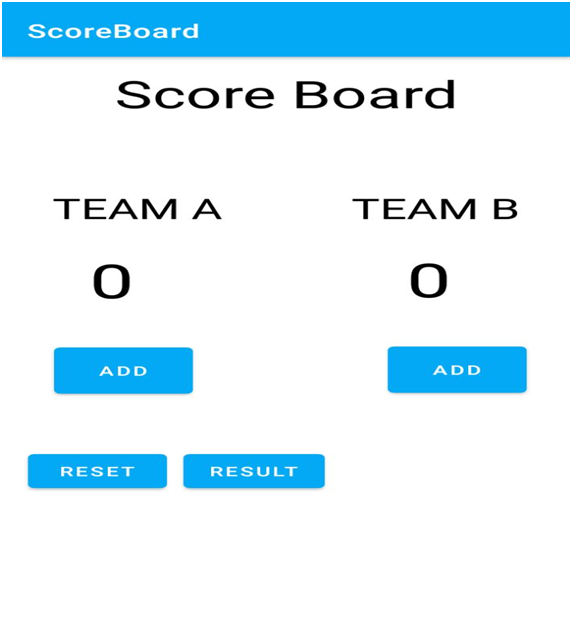 ScoreBoard
Score Board
TEAM A TEAM B
0 0
ADD ADD
RESET RESULT